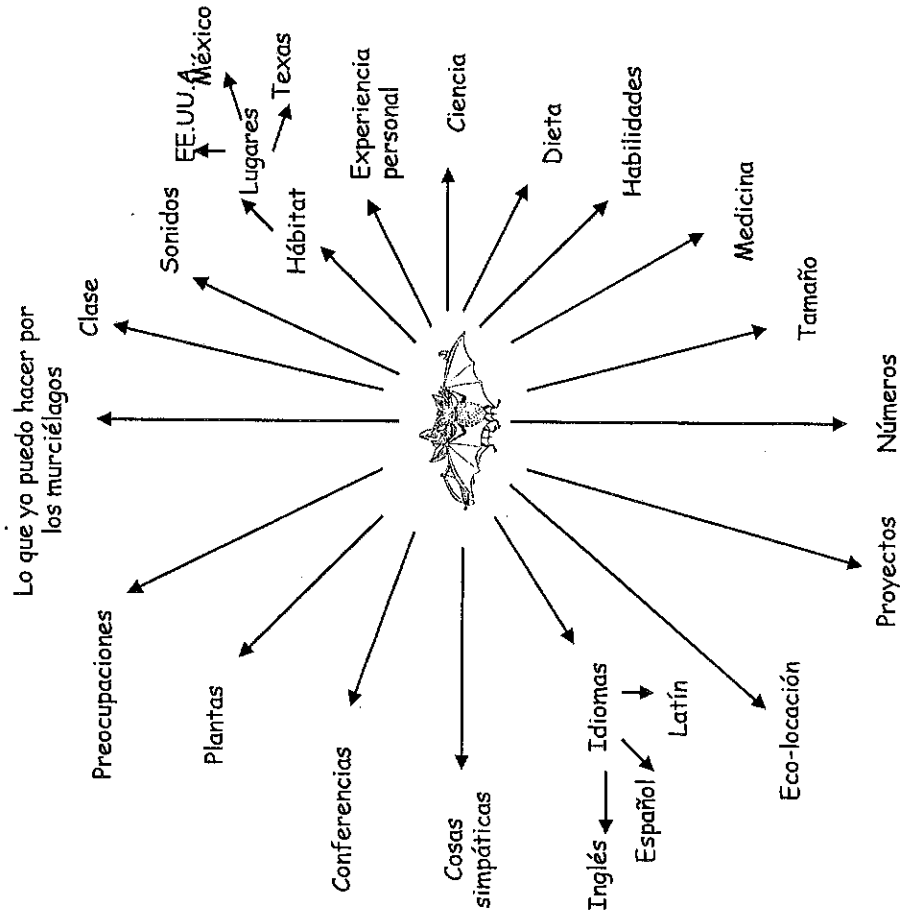 Lo que yo puedo hacer por
los murciélagos
Clase
Sonidos
Hábitat
Lugares
EE.UU.A
México
Texas
Experiencia
personal
Ciencia
Dieta
Habilidades
Medicina
Tamaño
Números
Proyectos
Eco-locación
Idiomas
Latín
Español
Inglés
Cosas
simpáticas
Conferencias
Plantas
Preocupaciones